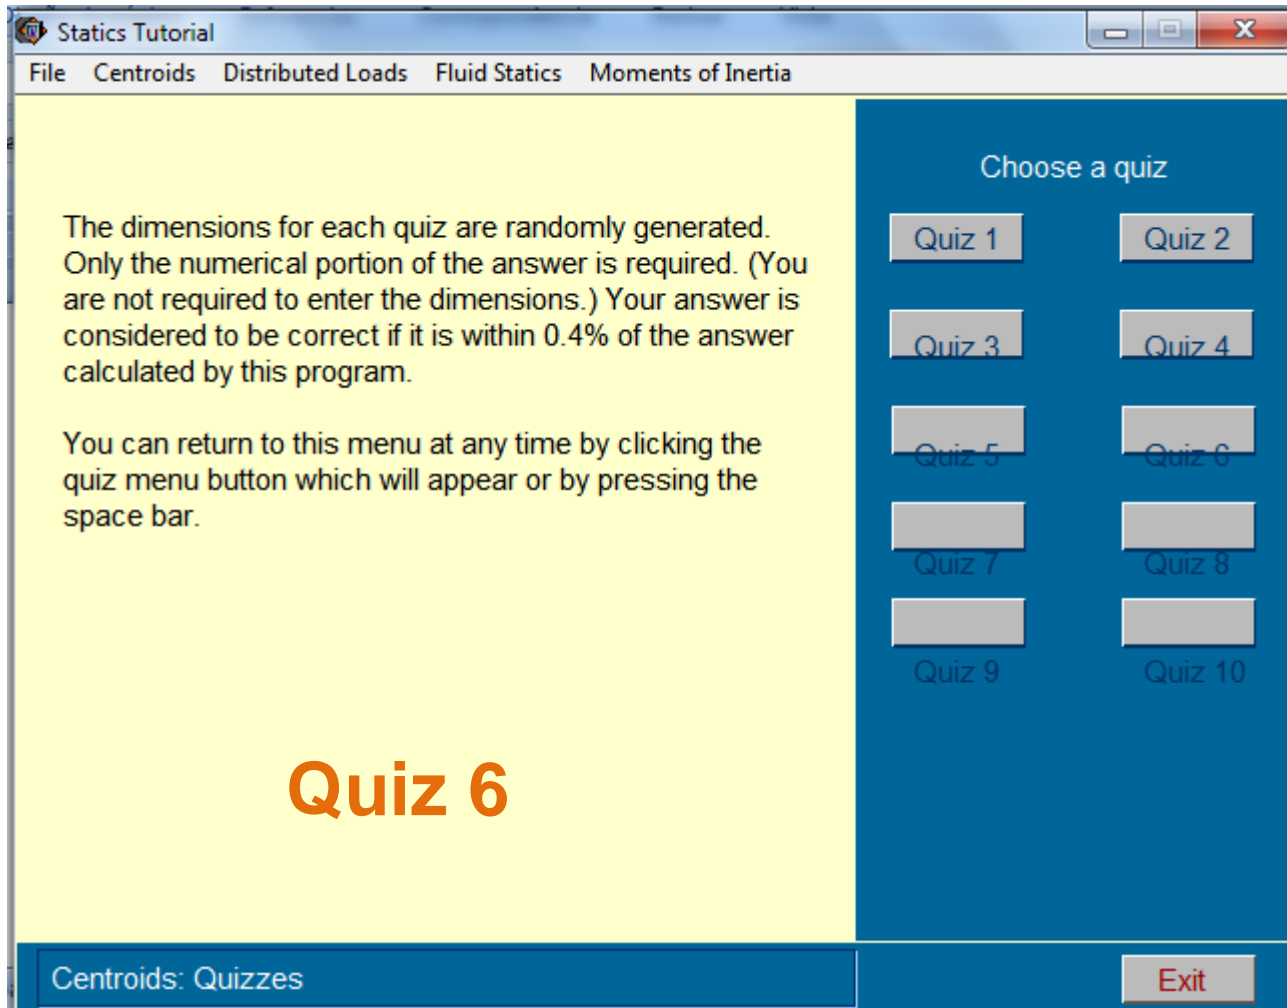 Statics Tutorial
File Centroids Distributed Loads Fluid Statics Moments of Inertia
The dimensions for each quiz are randomly generated.
Only the numerical portion of the answer is required. (You
are not required to enter the dimensions.) Your answer is
considered to be correct if it is within 0.4% of the answer
calculated by this program.
You can return to this menu at any time by clicking the
quiz menu button which will appear or by pressing the
space bar.
Quiz 6
Choose a quiz
Quiz 1 Quiz 2
Quiz 3 Quiz 4
Quiz 5 Quiz 6
Quiz 7 Quiz 8
Quiz 9 Quiz 10
Centroids: Quizzes
Exit